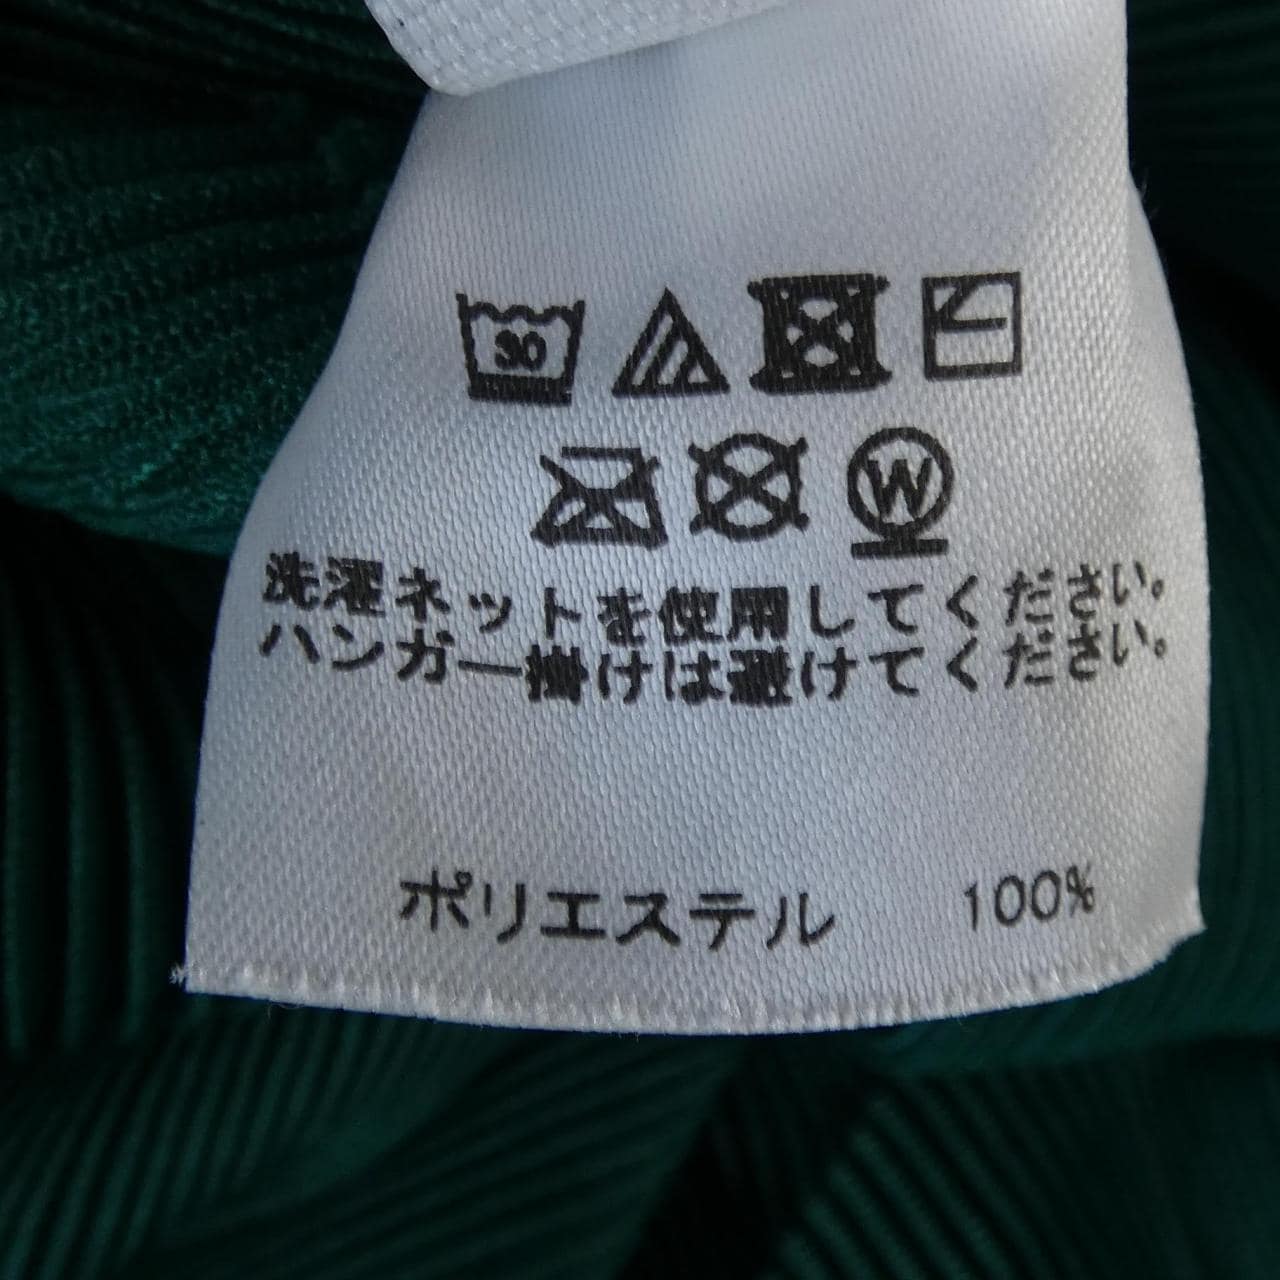 30
W
洗濯ネットを使用してください。
ハンガー掛けは避けてください。
ポリエステル 100%